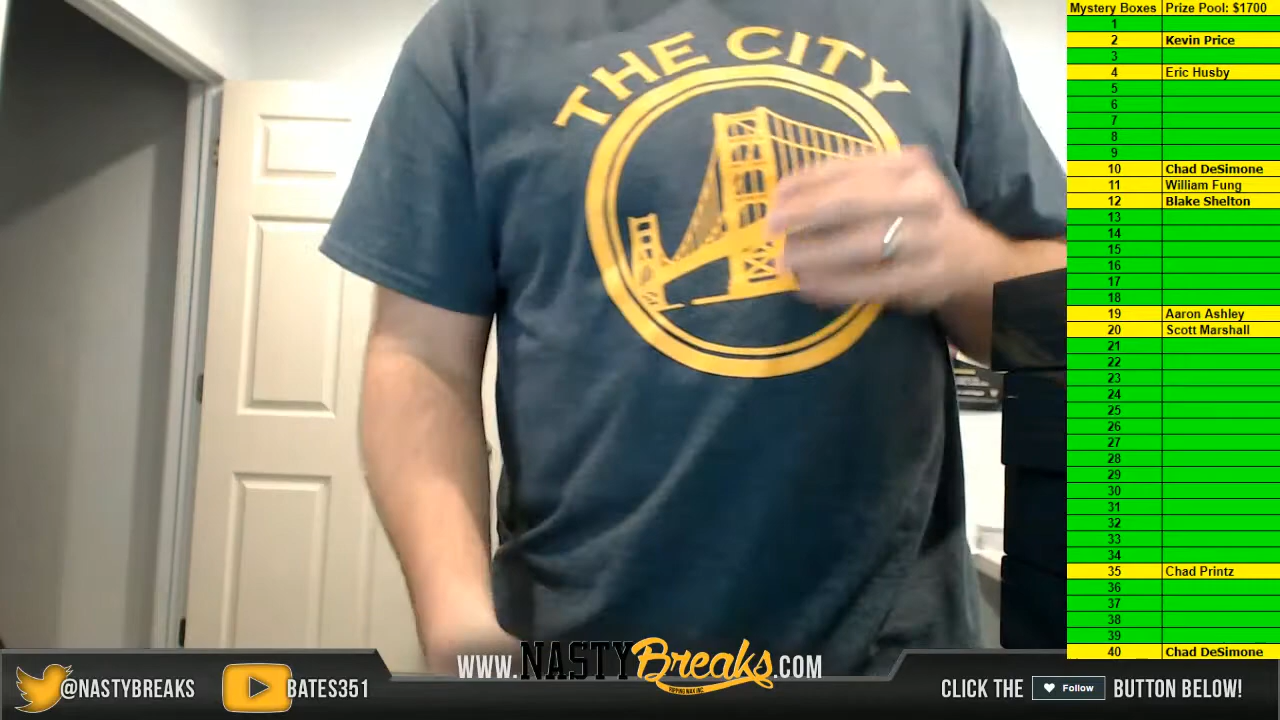 THE CITY
Mystery Boxes Prize Pool: $1700
1
2 Kevin Price
3
4 Eric Husby
5
6
7
8
9
10 Chad DeSimone
11 William Fung
12 Blake Shelton
13
14
15
16
17
18
19 Aaron Ashley
20 Scott Marshall
21
22
23
24
25
26
27
28
29
30
31
32
33
34
35 Chad Printz
36
37
38
39
40 Chad DeSimone
@NASTYBREAKS
BATES351
WWW.NASTYBreaks.COM
RIPPING WAX INC
CLICK THE Follow BUTTON BELOW!